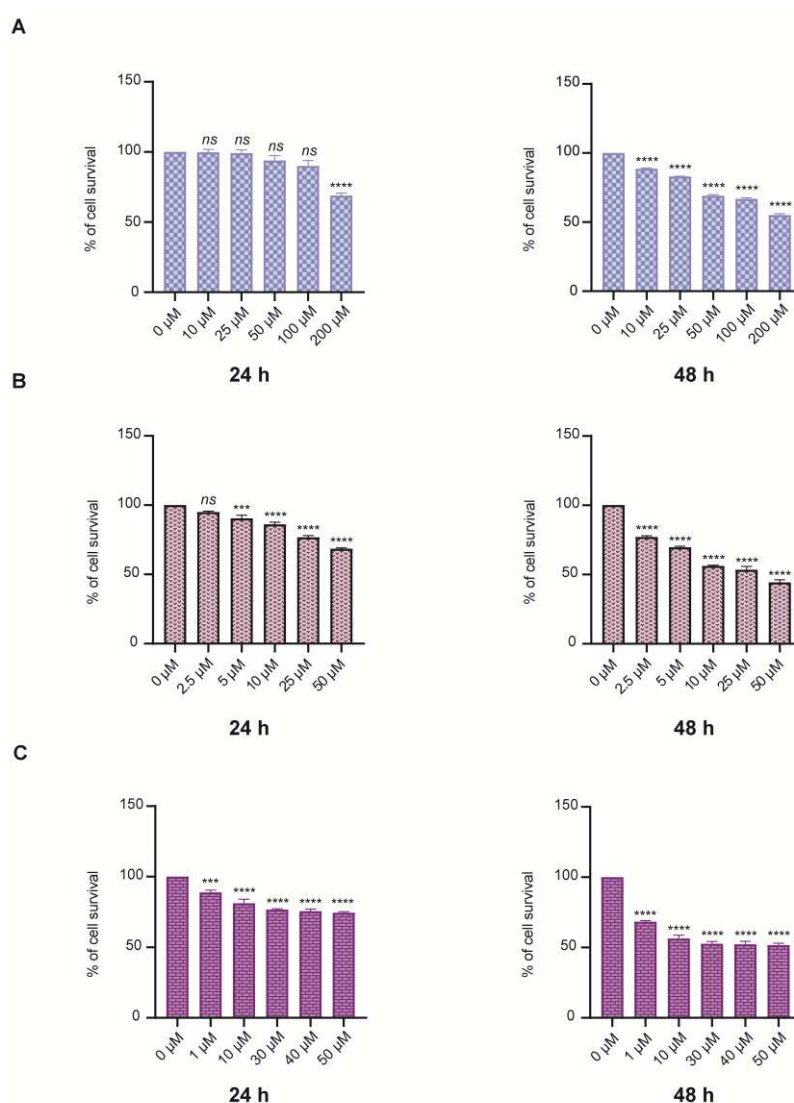 A
150
100
50
0
% of cell survival
ns
ns
ns
ns
****
0 µM
10 µM
25 µM
50 µM
100 µM
200 µM
24 h
150
100
50
0
% of cell survival
****
****
****
****
****
0 µM
10 µM
25 µM
50 µM
100 µM
200 µM
48 h
B
150
100
50
0
% of cell survival
ns
***
****
****
****
0 µM
2.5 µM
5 µM
10 µM
25 µM
50 µM
24 h
150
100
50
0
% of cell survival
****
****
****
****
****
0 µM
2.5 µM
5 µM
10 µM
25 µM
50 µM
48 h
C
150
100
50
0
% of cell survival
***
****
****
****
****
0 µM
1 µM
10 µM
30 µM
40 µM
50 µM
24 h
150
100
50
0
% of cell survival
****
****
****
****
****
0 µM
1 µM
10 µM
30 µM
40 µM
50 µM
48 h